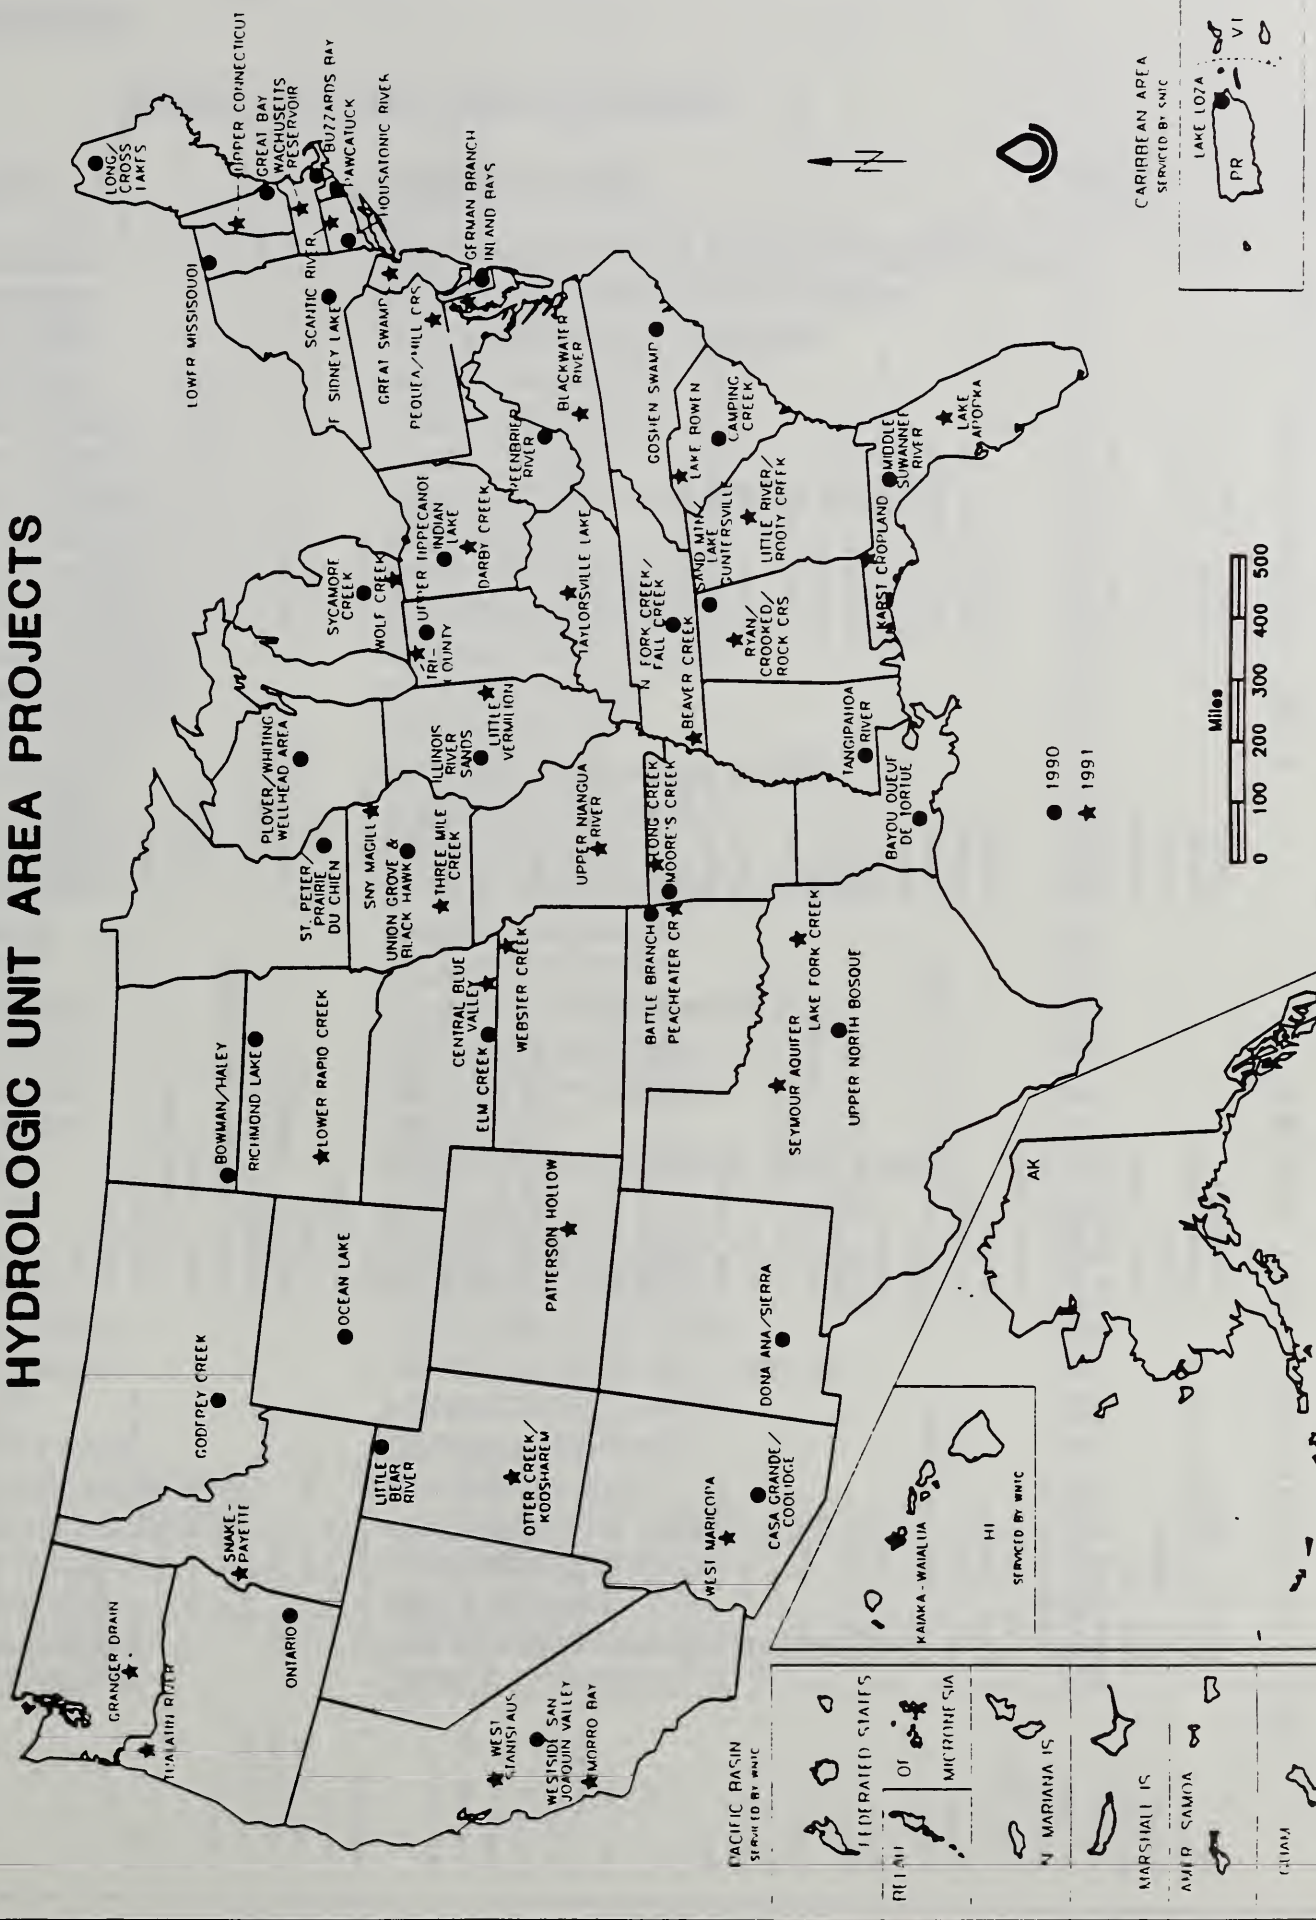 HYDROLOGIC UNIT AREA PROJECTS
GRANGER DRAIN
TUALATIN RIVER
ONTARIO
SNAKE-
PAYETTE
GODFREY CREEK
OCEAN LAKE
LITTLE
BEAR
RIVER
OTTER CREEK/
KOOSHAREM
WEST
STANISLAUS
WESTSIDE SAN
JOAQUIN VALLEY
MORRO BAY
WEST MARICOPA
CASA GRANDE/
COOLIDGE
DONA ANA/SIERRA
PATTERSON HOLLOW
BOWMAN/HALEY
RICHMOND LAKE
LOWER RAPIO CREEK
CENTRAL BLUE
VALLEY
ELM CREEK
WEBSTER CREEK
BATTLE BRANCH
PEACHEATER CR
SEYMOUR AQUIFER
LAKE FORK CREEK
UPPER NORTH BOSQUE
ST. PETER/
PRAIRIE
DU CHIEN
PLOVER/WHITING
WELLHEAD AREA
SNY MAGILL
UNION GROVE &
BLACK HAWK
THREE MILE
CREEK
ILLINOIS
RIVER
SANDS
LITTLE
VERMILION
UPPER NIANGUA
RIVER
LONG CREEK
MOORE'S CREEK
BEAVER CREEK
BAYOU QUEUE
DE TORTUE
TANGIPAHOA
RIVER
SYCAMORE
CREEK
WOLF CREEK
TRI-
COUNTY
UPPER TIPPECANOE
INDIAN
LAKE
DARBY CREEK
TAYLORSVILLE LAKE
N FORK CREEK/
FALL CREEK
SAND MTN/
LAKE
GUNTERSVILLE
RYAN/
CROOKED/
ROCK CRS
LITTLE RIVER/
ROOTY CREEK
KARST CROPLAND
MIDDLE
SUWANNEE
RIVER
LAKE
APOPKA
LAKE BOWEN
CAMPING
CREEK
GOSHEN SWAMP
BLACKWATER
RIVER
GREENBRIER
RIVER
PEQUEA/MILL CRS
GREAT SWAMP
GERMAN BRANCH
INLAND BAYS
SIDNEY LAKE
SCANTIC RIVER
LOWER MISSISQUOI
LONG/
CROSS
LAKES
UPPER CONNECTICUT
GREAT BAY
WACHUSETTS
RESERVOIR
BUZZARDS BAY
PAWCATUCK
HOUSATONIC RIVER
N
CARIBBEAN AREA
SERVICED BY SNTC
LAKE LOZA
PR
VI
1990
1991
Miles
0 100 200 300 400 500
AK
KAIAKA-WAIALUA
HI
SERVICED BY WNTC
PACIFIC BASIN
SERVICED BY WNTC
FEDERATED STATES
OF
MICRONESIA
BELAU
N MARIANA IS
MARSHALL IS
AMER SAMOA
GUAM